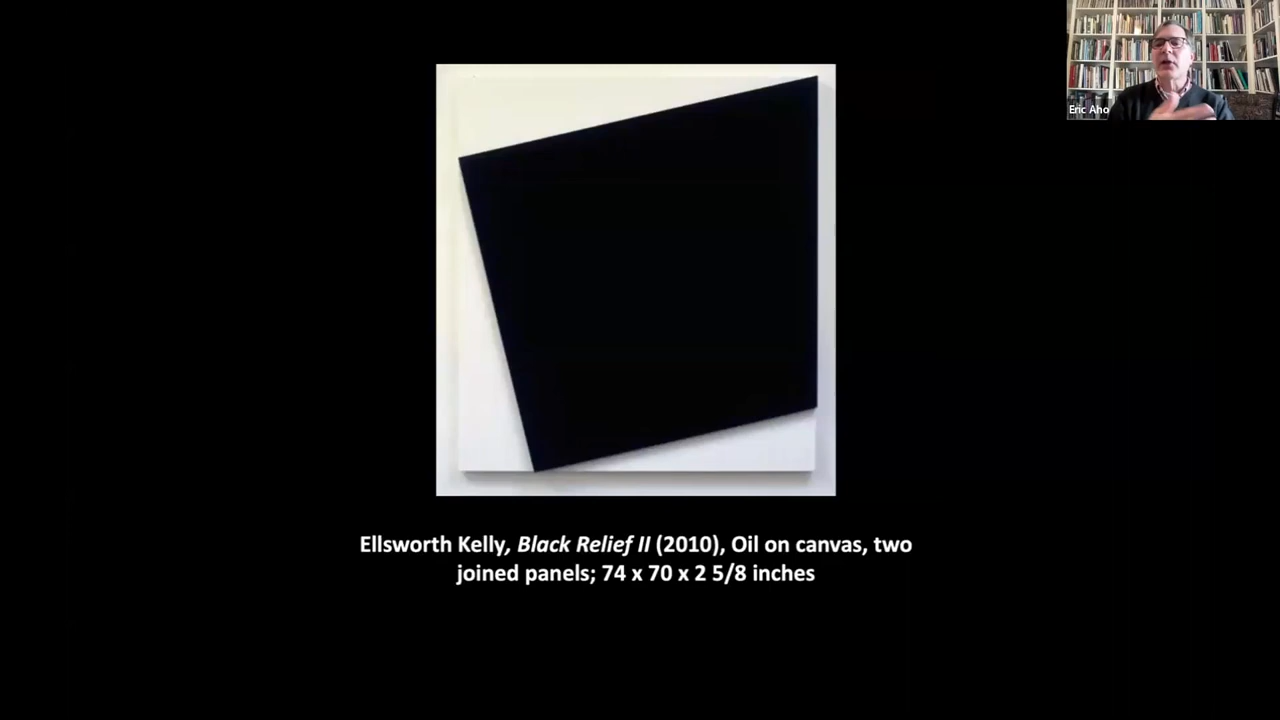 Eric Aho
Ellsworth Kelly, Black Relief II (2010), Oil on canvas, two
joined panels; 74 x 70 x 2 5/8 inches